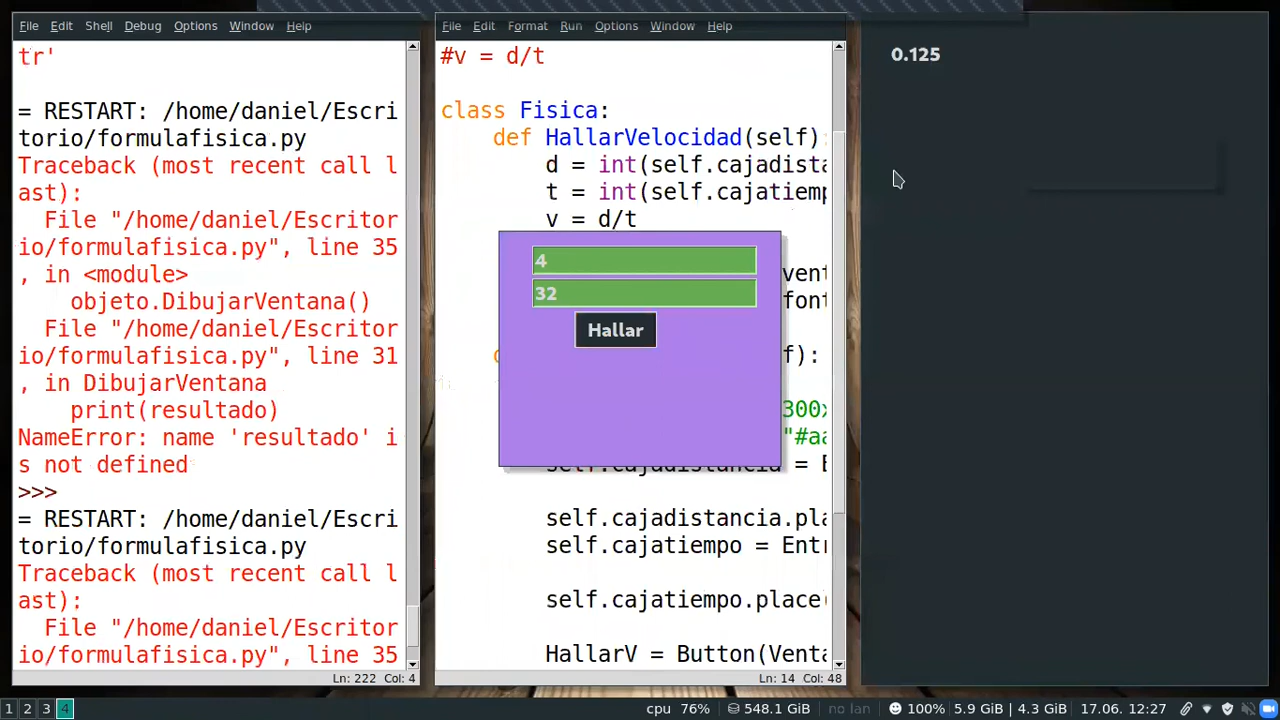 File Edit Shell Debug Options Window Help
tr'
= RESTART: /home/daniel/Escri
torio/formulafisica.py
Traceback (most recent call l
ast):
File "/home/daniel/Escritor
io/formulafisica.py", line 35
, in <module>
objeto.DibujarVentana()
File "/home/daniel/Escritor
io/formulafisica.py", line 31
, in DibujarVentana
print(resultado)
NameError: name 'resultado' i
s not defined
>>>
= RESTART: /home/daniel/Escri
torio/formulafisica.py
Traceback (most recent call l
ast):
File "/home/daniel/Escritor
io/formulafisica.py", line 35
Ln: 222 Col: 4
File Edit Format Run Options Window Help
#v = d/t
class Fisica:
def HallarVelocidad(self):
d = int(self.cajadista
t = int(self.cajatiemp
v = d/t
vent
font
f):
300x
"#aa
self.cajadistancia = E
self.cajadistancia.pla
self.cajatiempo = Entr
self.cajatiempo.place(
HallarV = Button(Venta
Ln: 14 Col: 48
4
32
Hallar
0.125
1 2 3 4
cpu 76% 548.1 GiB no lan 100% 5.9 GiB | 4.3 GiB 17.06. 12:27